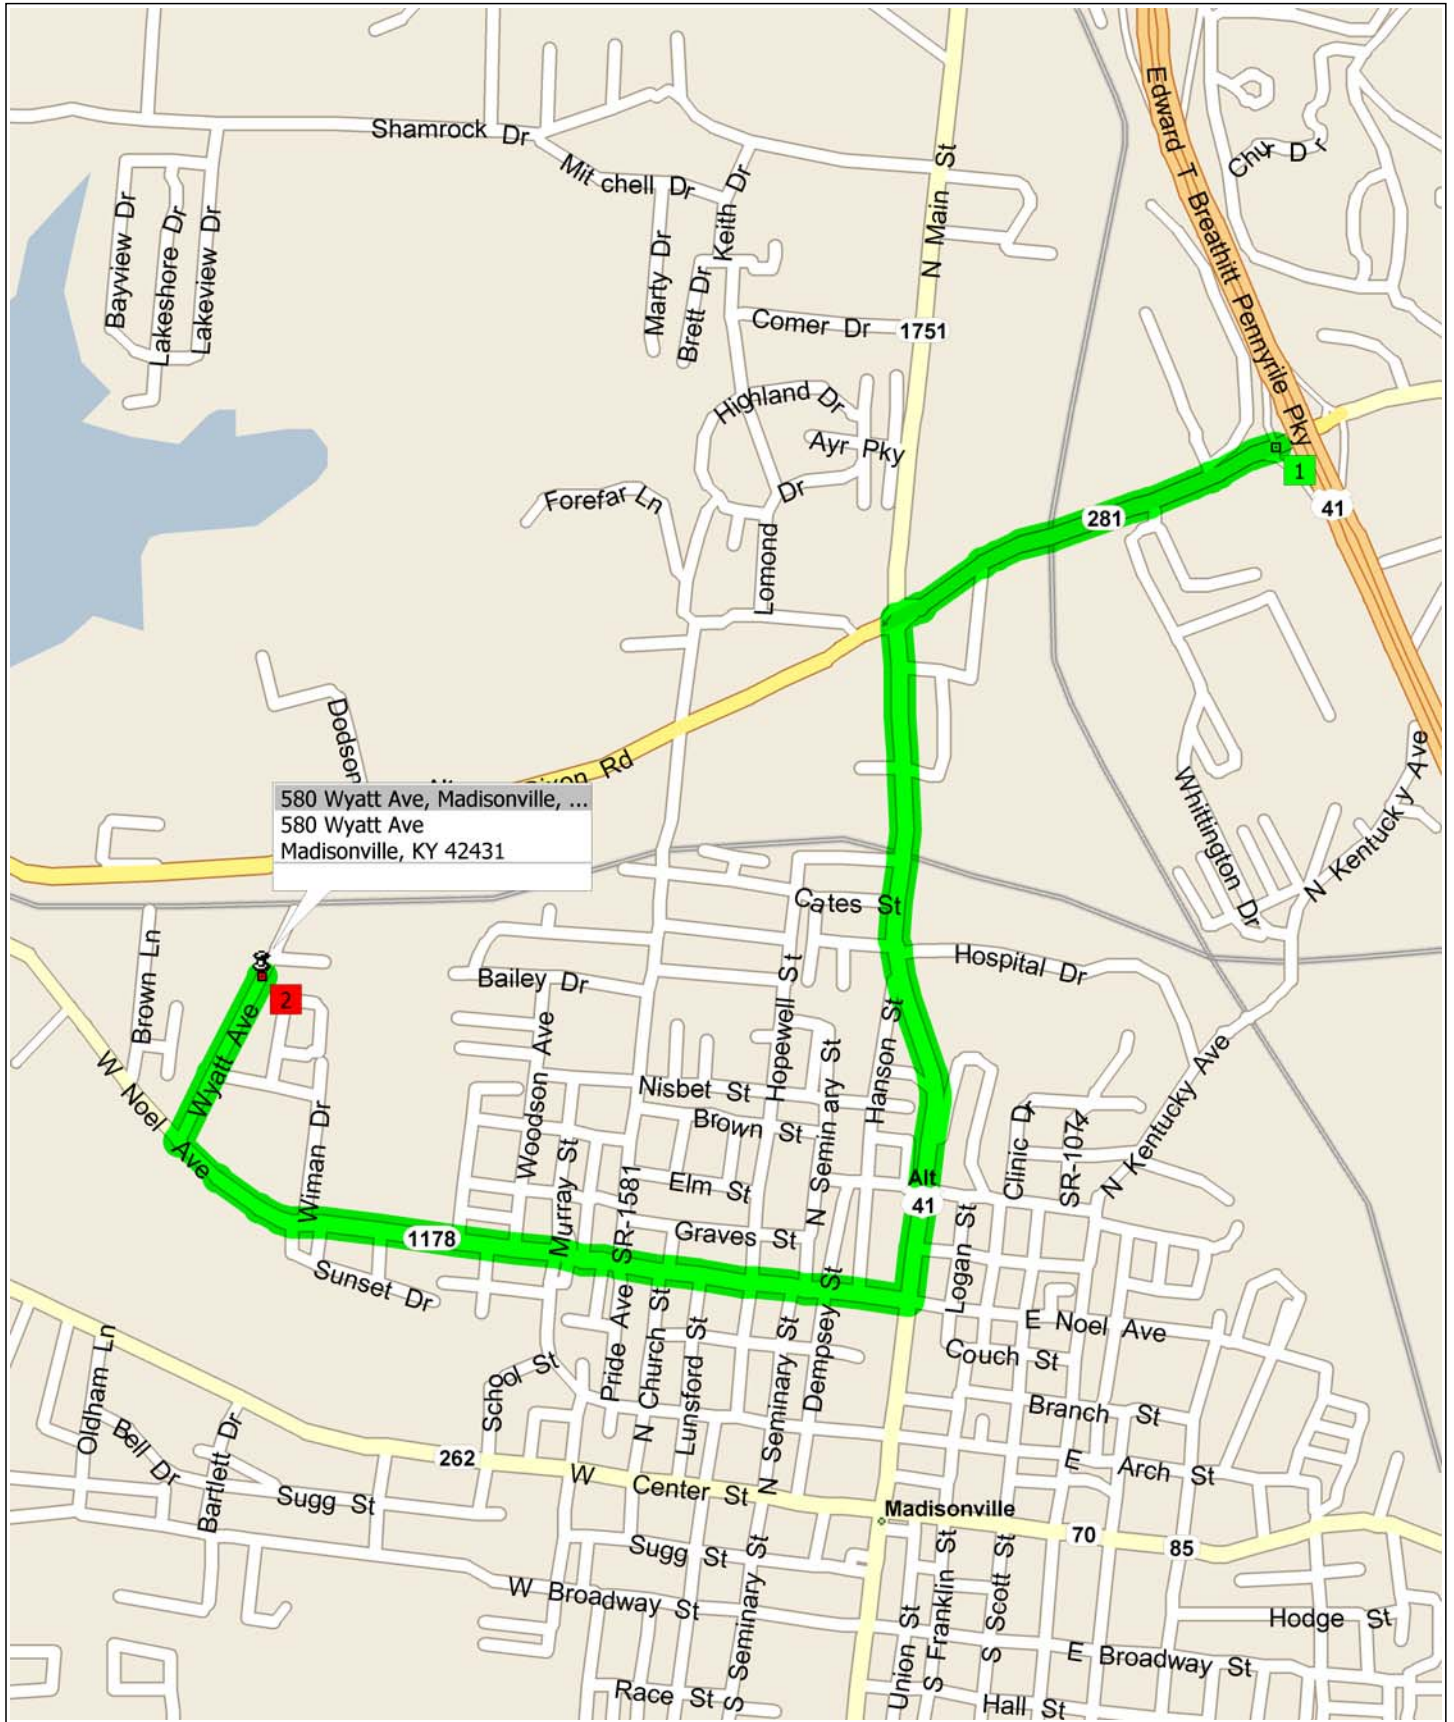 Shamrock Dr
Mitchell Dr
Keith Dr
N Main St
Edward T Breathitt Pennyrile Pky
Chur Dr
Bayview Dr
Lakeshore Dr
Lakeview Dr
Marty Dr
Brett Dr
Comer Dr
1751
Highland Dr
Ayr Pky
Dr
Forefar Ln
Lomond
281
1
41
Dodson
Rd
580 Wyatt Ave, Madisonville, ...
580 Wyatt Ave
Madisonville, KY 42431
Whittington Dr
N Kentucky Ave
Cates St
Hospital Dr
Brown Ln
Bailey Dr
2
Wyatt Ave
W Noel Ave
Wiman Dr
Woodson Ave
Hopewell St
N Seminary St
Hanson St
Nisbet St
Brown St
Murray St
Elm St
SR-1581
Graves St
Clinic Dr
SR-1074
N Kentucky Ave
Alt
41
Logan St
1178
Sunset Dr
Pride Ave
N Church St
Lunsford St
N Seminary St
Dempsey St
E Noel Ave
Couch St
Branch St
School St
Oldham Ln
Bell Dr
Bartlett Dr
262
W Center St
E Arch St
Sugg St
Madisonville
70
85
Sugg St
W Broadway St
S Seminary St
Union St
S Franklin St
S Scott St
Hodge St
E Broadway St
Race St
Hall St